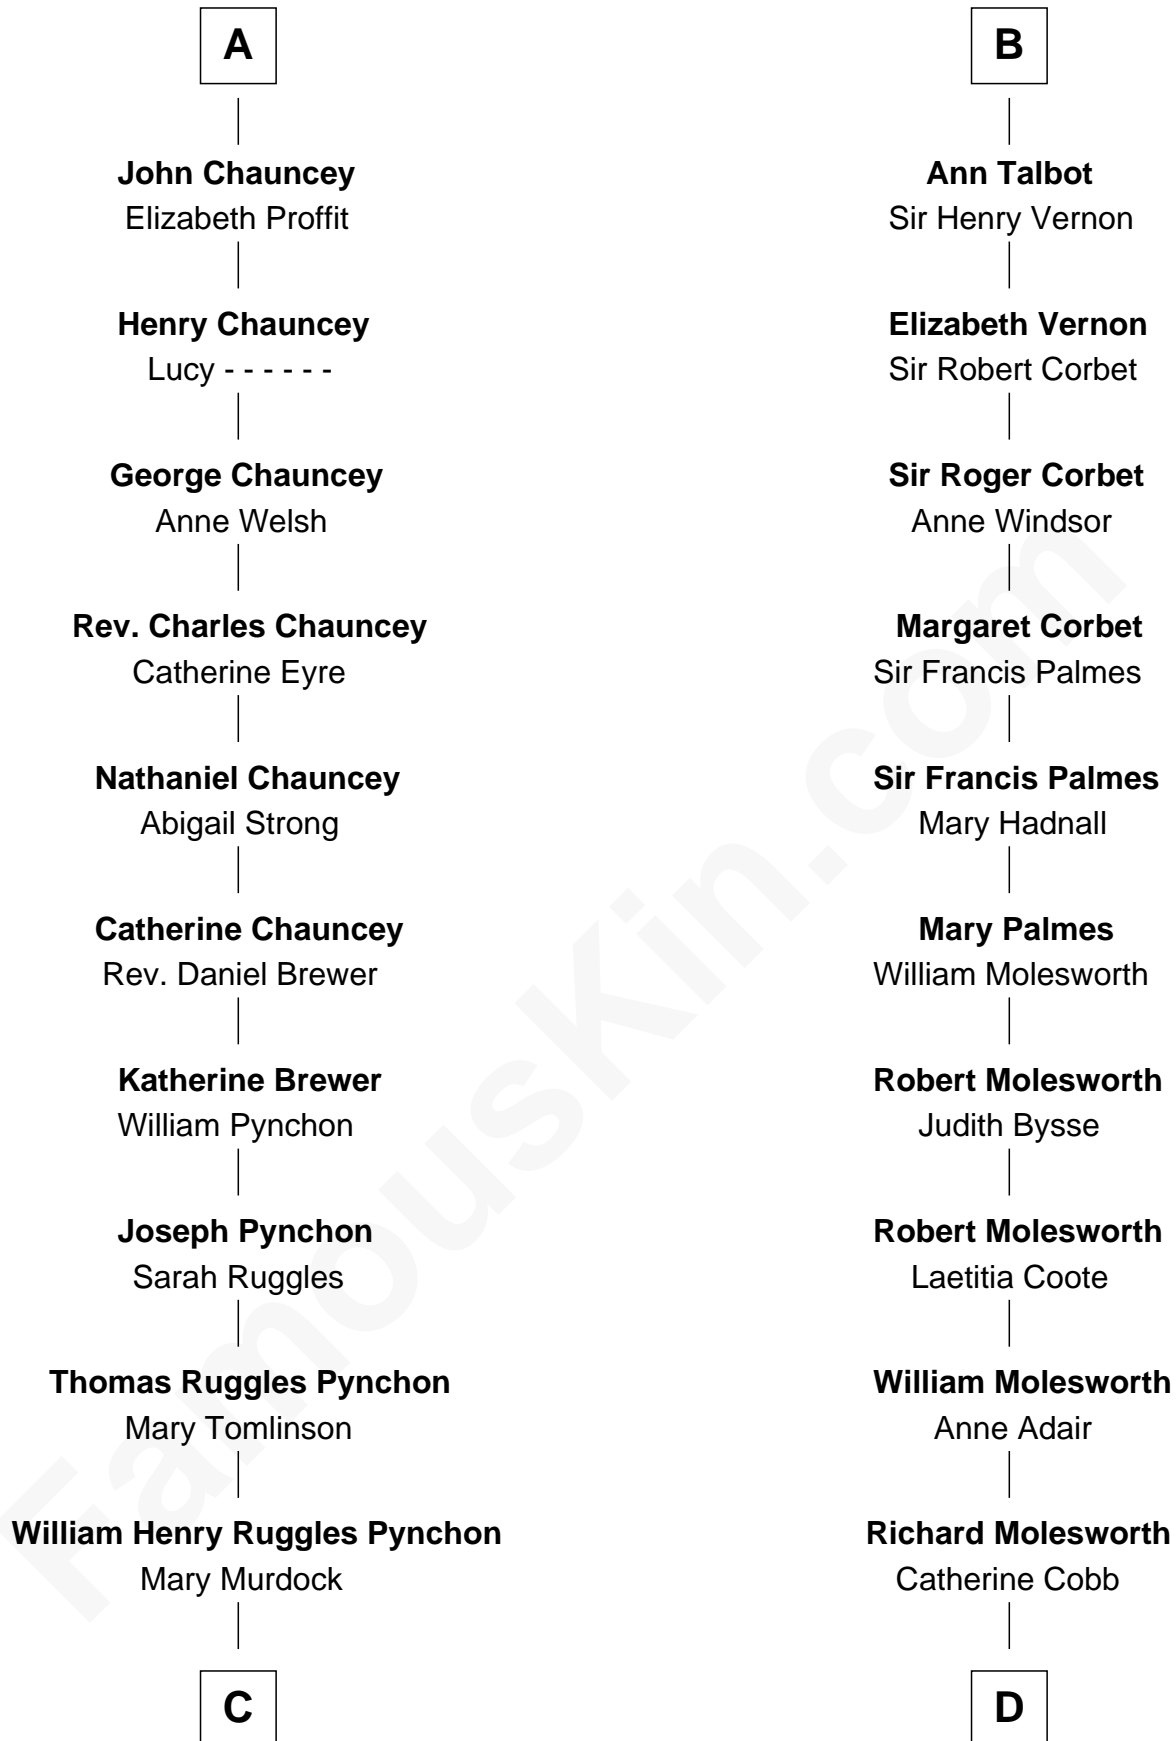 A
John Chauncey
Elizabeth Proffit
Henry Chauncey
Lucy - - - - - -
George Chauncey
Anne Welsh
Rev. Charles Chauncey
Catherine Eyre
Nathaniel Chauncey
Abigail Strong
Catherine Chauncey
Rev. Daniel Brewer
Katherine Brewer
William Pynchon
Joseph Pynchon
Sarah Ruggles
Thomas Ruggles Pynchon
Mary Tomlinson
William Henry Ruggles Pynchon
Mary Murdock
C
B
Ann Talbot
Sir Henry Vernon
Elizabeth Vernon
Sir Robert Corbet
Sir Roger Corbet
Anne Windsor
Margaret Corbet
Sir Francis Palmes
Sir Francis Palmes
Mary Hadnall
Mary Palmes
William Molesworth
Robert Molesworth
Judith Bysse
Robert Molesworth
Laetitia Coote
William Molesworth
Anne Adair
Richard Molesworth
Catherine Cobb
D
FamousKin.com